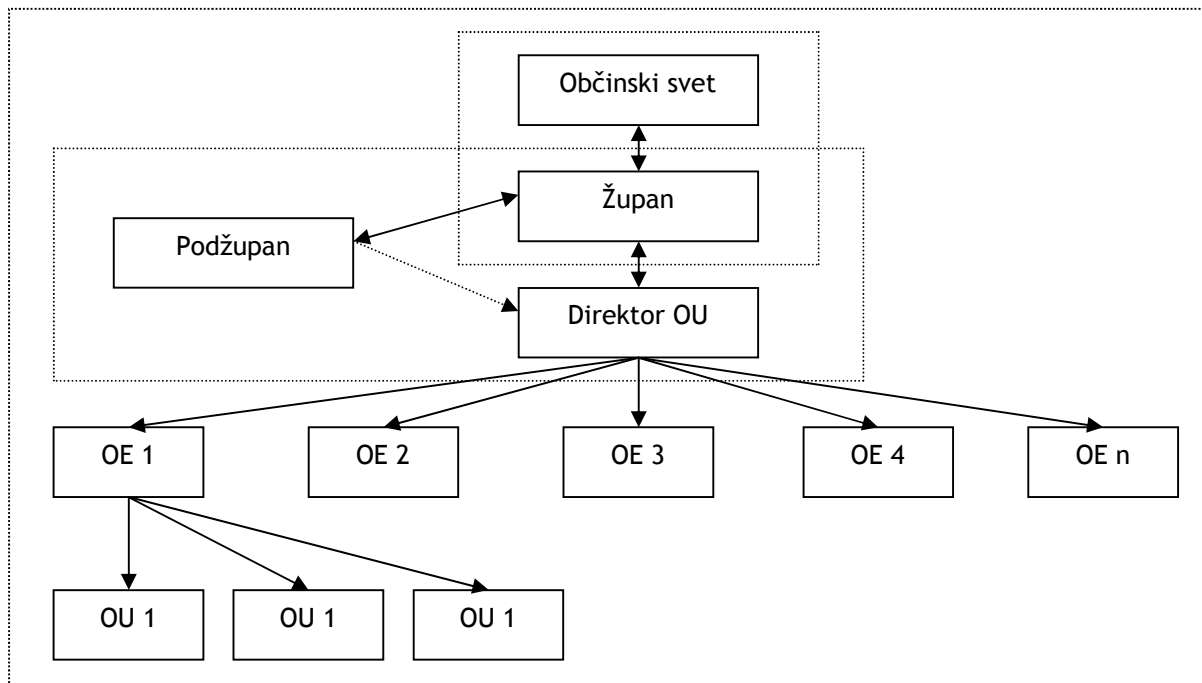 Občinski svet
Župan
Podžupan
Direktor OU
OE 1
OE 2
OE 3
OE 4
OE n
OU 1
OU 1
OU 1